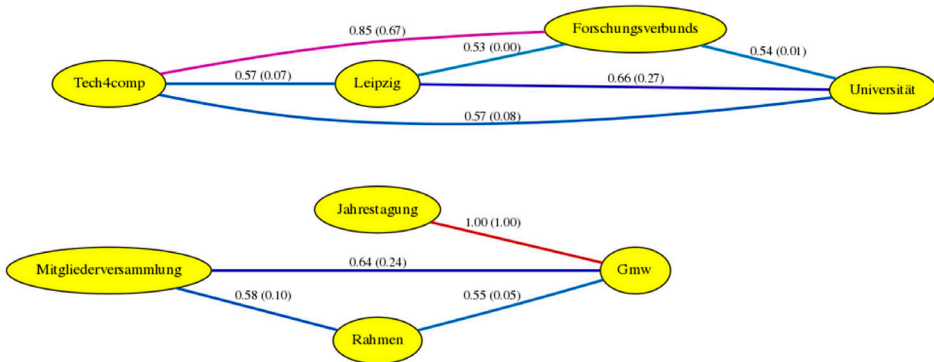 Forschungsverbunds
0.85 (0.67)
0.53 (0.00)
0.54 (0.01)
Tech4comp
0.57 (0.07)
Leipzig
0.66 (0.27)
Universität
0.57 (0.08)
Jahrestagung
1.00 (1.00)
Mitgliederversammlung
0.64 (0.24)
Gmw
0.58 (0.10)
0.55 (0.05)
Rahmen